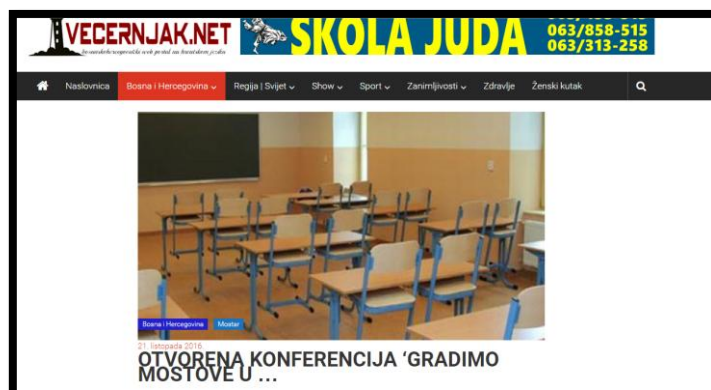 VECERNJAK.NET
ŠKOLA JUDA
063/858-515
063/313-258
Naslovnica
Bosna i Hercegovina
Regija | Svijet
Show
Sport
Zanimljivosti
Zdravlje
Ženski kutak
Bosna i Hercegovina
Mostar
21. listopada 2016.
OTVORENA KONFERENCIJA ‘GRADIMO
MOSTOVE U ...